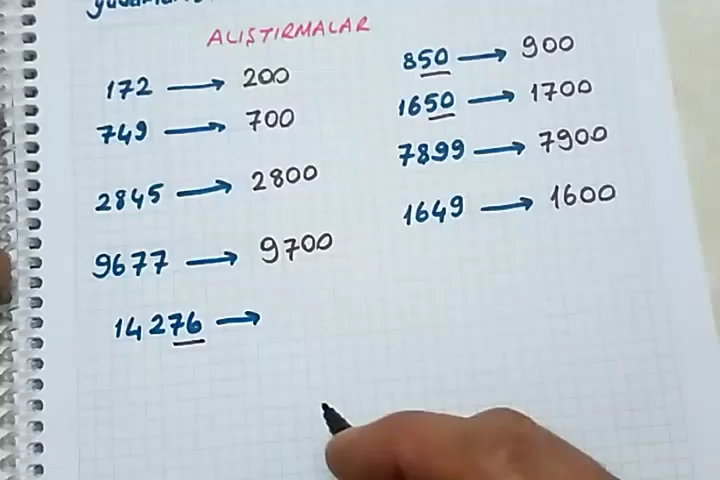 ALIŞTIRMALAR
172 → 200
749 → 700
2845 → 2800
9677 → 9700
14276 →
850 → 900
1650 → 1700
7899 → 7900
1649 → 1600